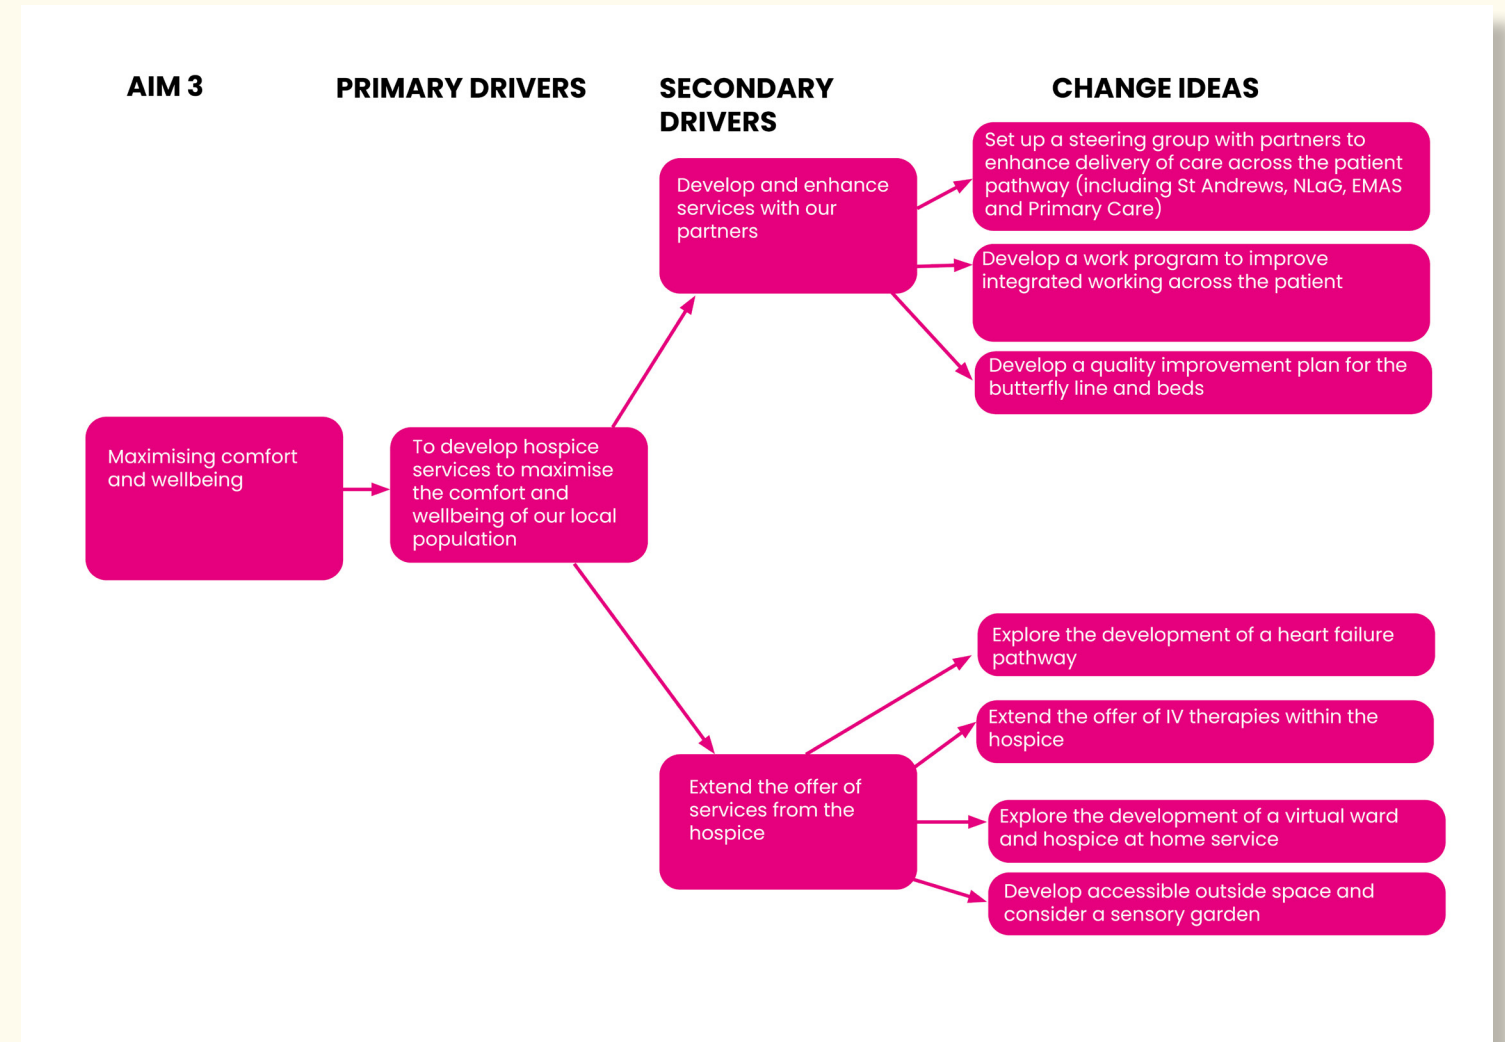 AIM 3
PRIMARY DRIVERS
SECONDARY
DRIVERS
CHANGE IDEAS
Maximising comfort
and wellbeing
To develop hospice
services to maximise
the comfort and
wellbeing of our local
population
Develop and enhance
services with our
partners
Set up a steering group with partners to
enhance delivery of care across the patient
pathway (including St Andrews, NLaG, EMAS
and Primary Care)
Develop a work program to improve
integrated working across the patient
Develop a quality improvement plan for the
butterfly line and beds
Extend the offer of
services from the
hospice
Explore the development of a heart failure
pathway
Extend the offer of IV therapies within the
hospice
Explore the development of a virtual ward
and hospice at home service
Develop accessible outside space and
consider a sensory garden